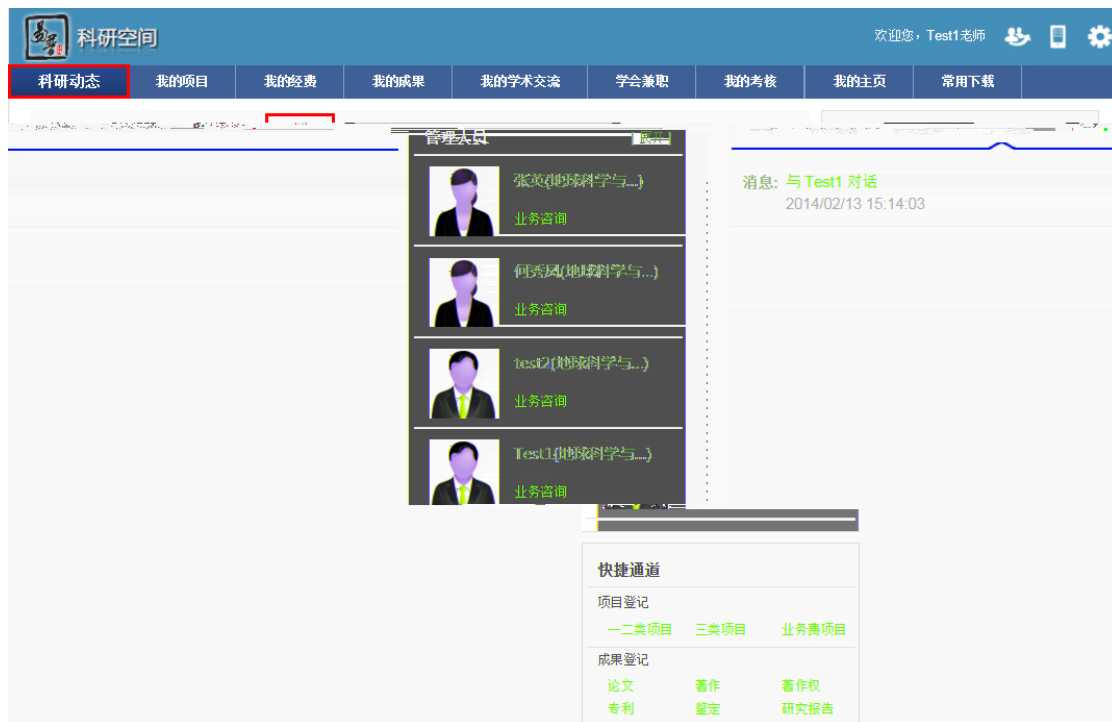 科研空间
欢迎您，Test1老师
科研动态 我的项目 我的经费 我的成果 我的学术交流 学会兼职 我的考核 我的主页 常用下载
管理人员 展开
张英(地球科学与...)
业务咨询
何秀凤(地球科学与...)
业务咨询
test2(地球科学与...)
业务咨询
Test1(地球科学与...)
业务咨询
消息: 与 Test1 对话
2014/02/13 15:14:03
快捷通道
项目登记
一二类项目 三类项目 业务费项目
成果登记
论文 著作 著作权
专利 鉴定 研究报告